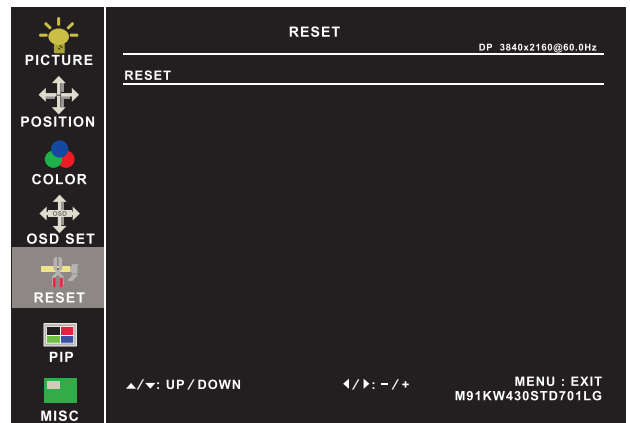 PICTURE
POSITION
COLOR
OSD
OSD SET
RESET
PIP
MISC
RESET
DP 3840x2160@60.0Hz
RESET
▲/▼: UP / DOWN
◀/▶: - / +
MENU : EXIT
M91KW430STD701LG